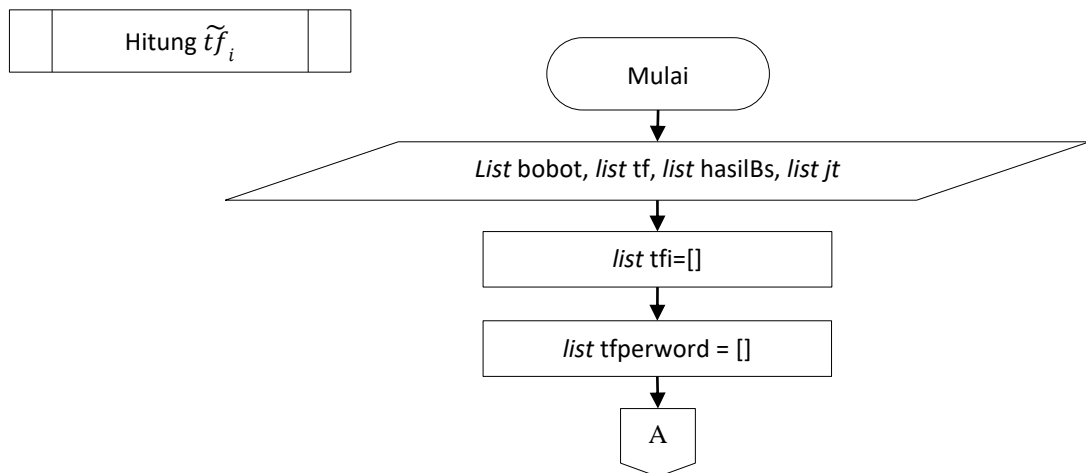 Hitung t̃f_i
Mulai
List bobot, list tf, list hasilBs, list jt
list tfi=[]
list tfperword = []
A